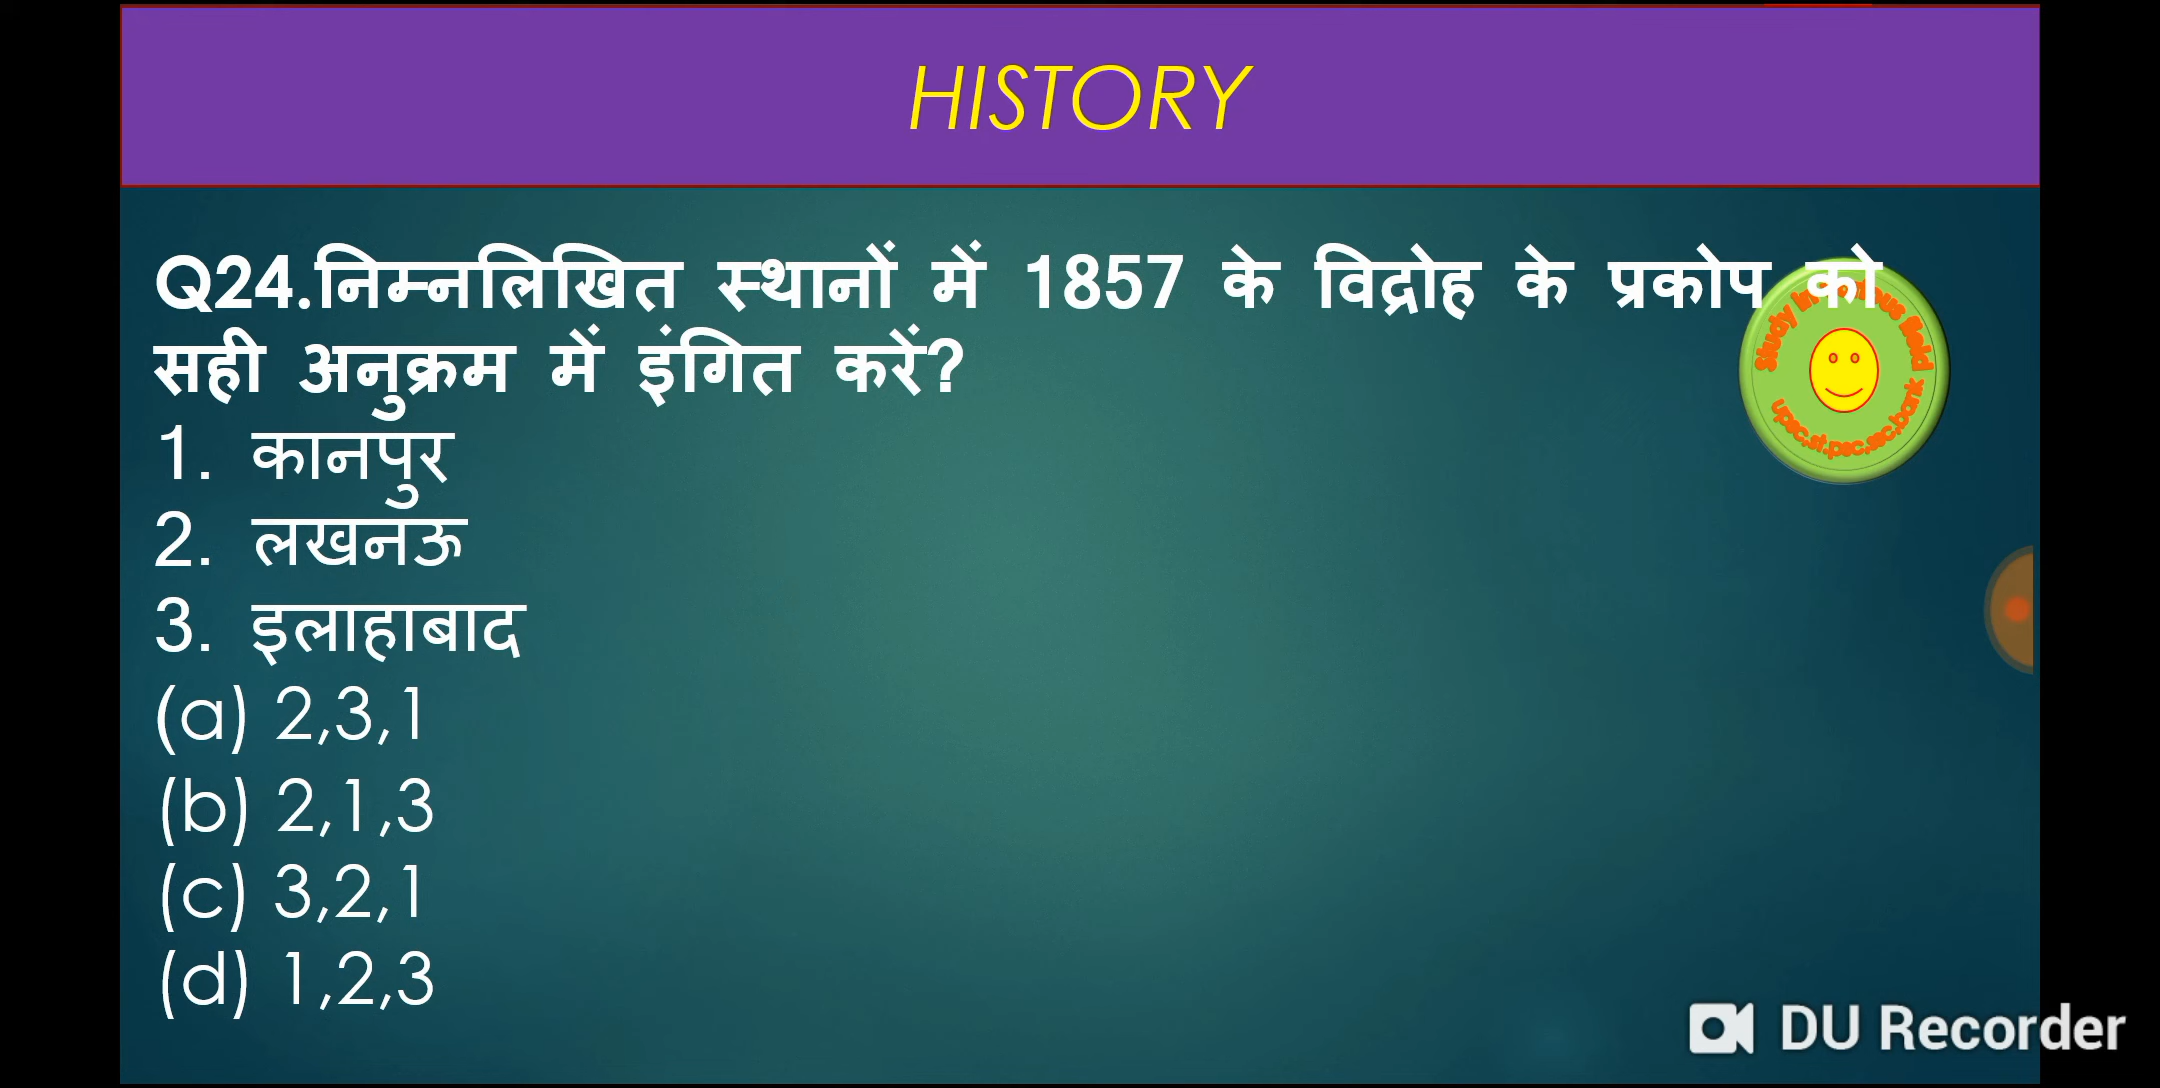 HISTORY
Q24.निम्नलिखित स्थानों में 1857 के विद्रोह के प्रकोप को
सही अनुक्रम में इंगित करें?
1. कानपुर
2. लखनऊ
3. इलाहाबाद
(a) 2,3,1
(b) 2,1,3
(c) 3,2,1
(d) 1,2,3
DU Recorder